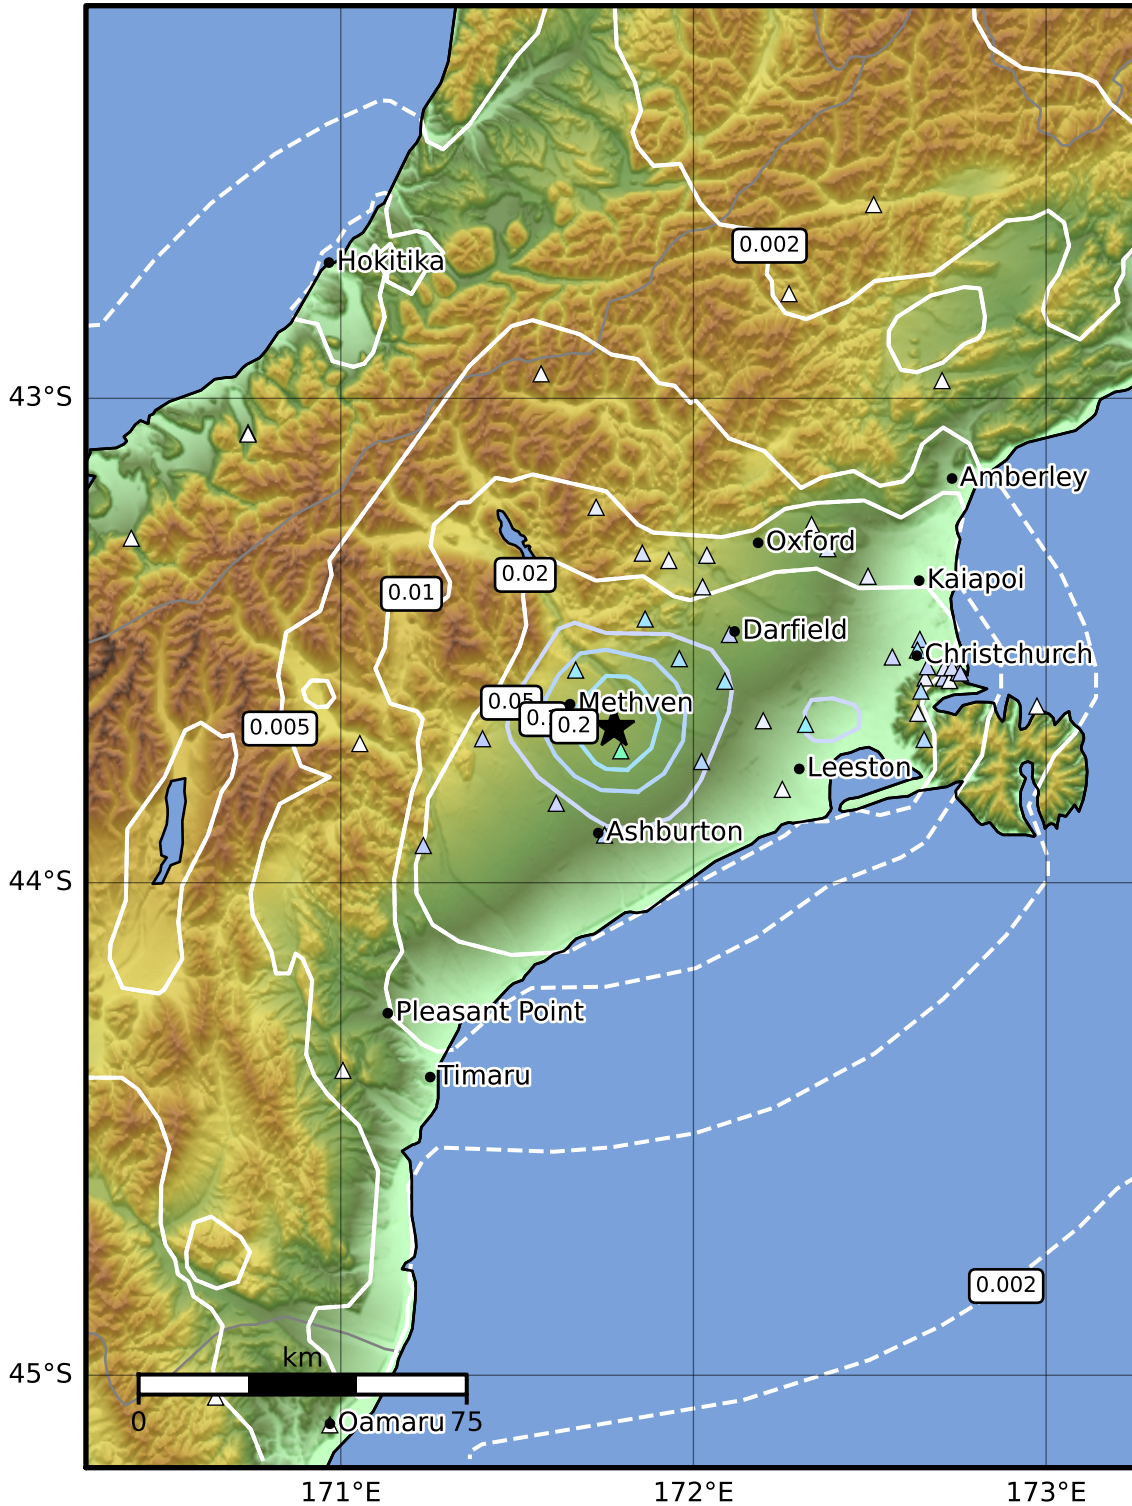 0.002
Hokitika
43°S
Amberley
Oxford
0.02
Kaiapoi
0.01
Darfield
Christchurch
0.05
Methven
0.2
0.005
Leeston
Ashburton
44°S
Pleasant Point
Timaru
0.002
km
45°S
0
75
Oamaru
171°E
172°E
173°E